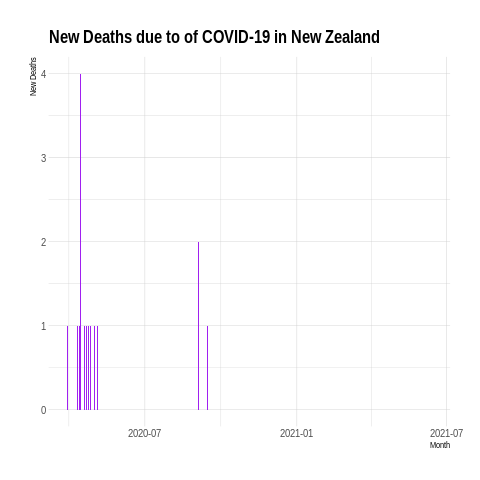 New Deaths due to of COVID-19 in New Zealand
New Deaths
4
3
2
1
0
2020-07
2021-01
2021-07
Month